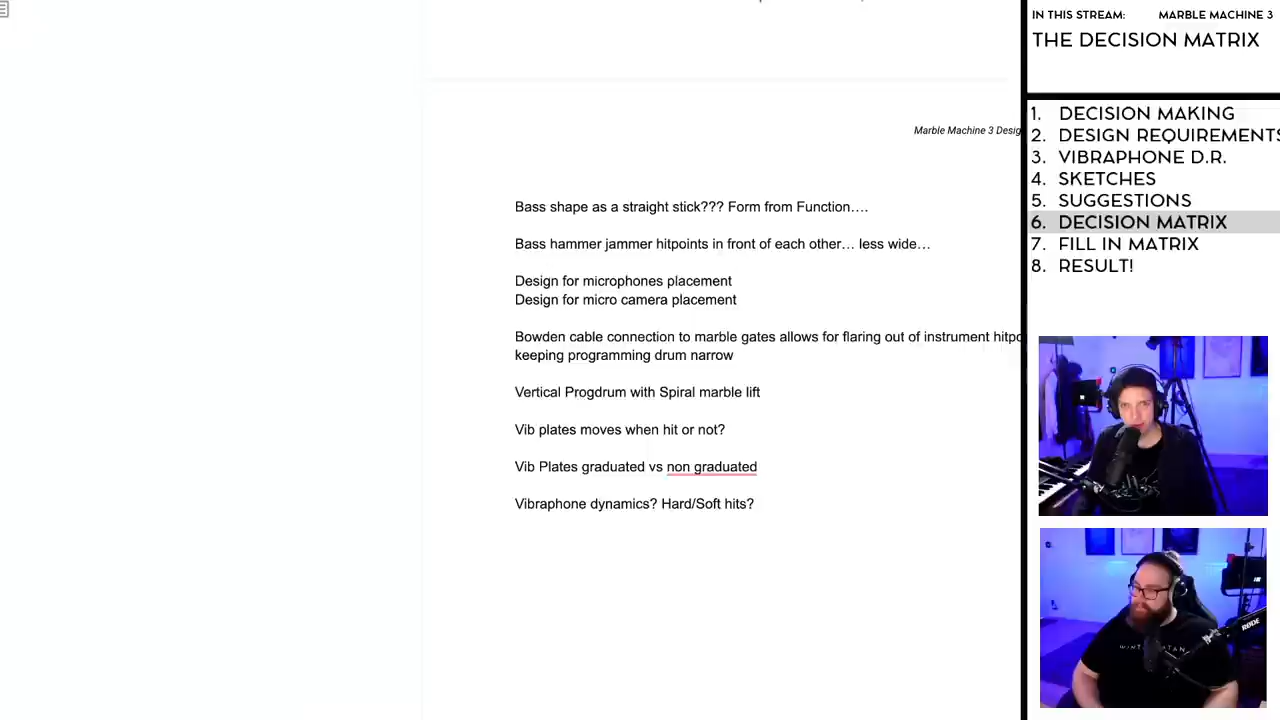 IN THIS STREAM: MARBLE MACHINE 3
THE DECISION MATRIX
1. DECISION MAKING
2. DESIGN REQUIREMENTS
3. VIBRAPHONE D.R.
4. SKETCHES
5. SUGGESTIONS
6. DECISION MATRIX
7. FILL IN MATRIX
8. RESULT!
Marble Machine 3 Desig
Bass shape as a straight stick??? Form from Function….
Bass hammer jammer hitpoints in front of each other… less wide…
Design for microphones placement
Design for micro camera placement
Bowden cable connection to marble gates allows for flaring out of instrument hitpo
keeping programming drum narrow
Vertical Progdrum with Spiral marble lift
Vib plates moves when hit or not?
Vib Plates graduated vs non graduated
Vibraphone dynamics? Hard/Soft hits?
RODE